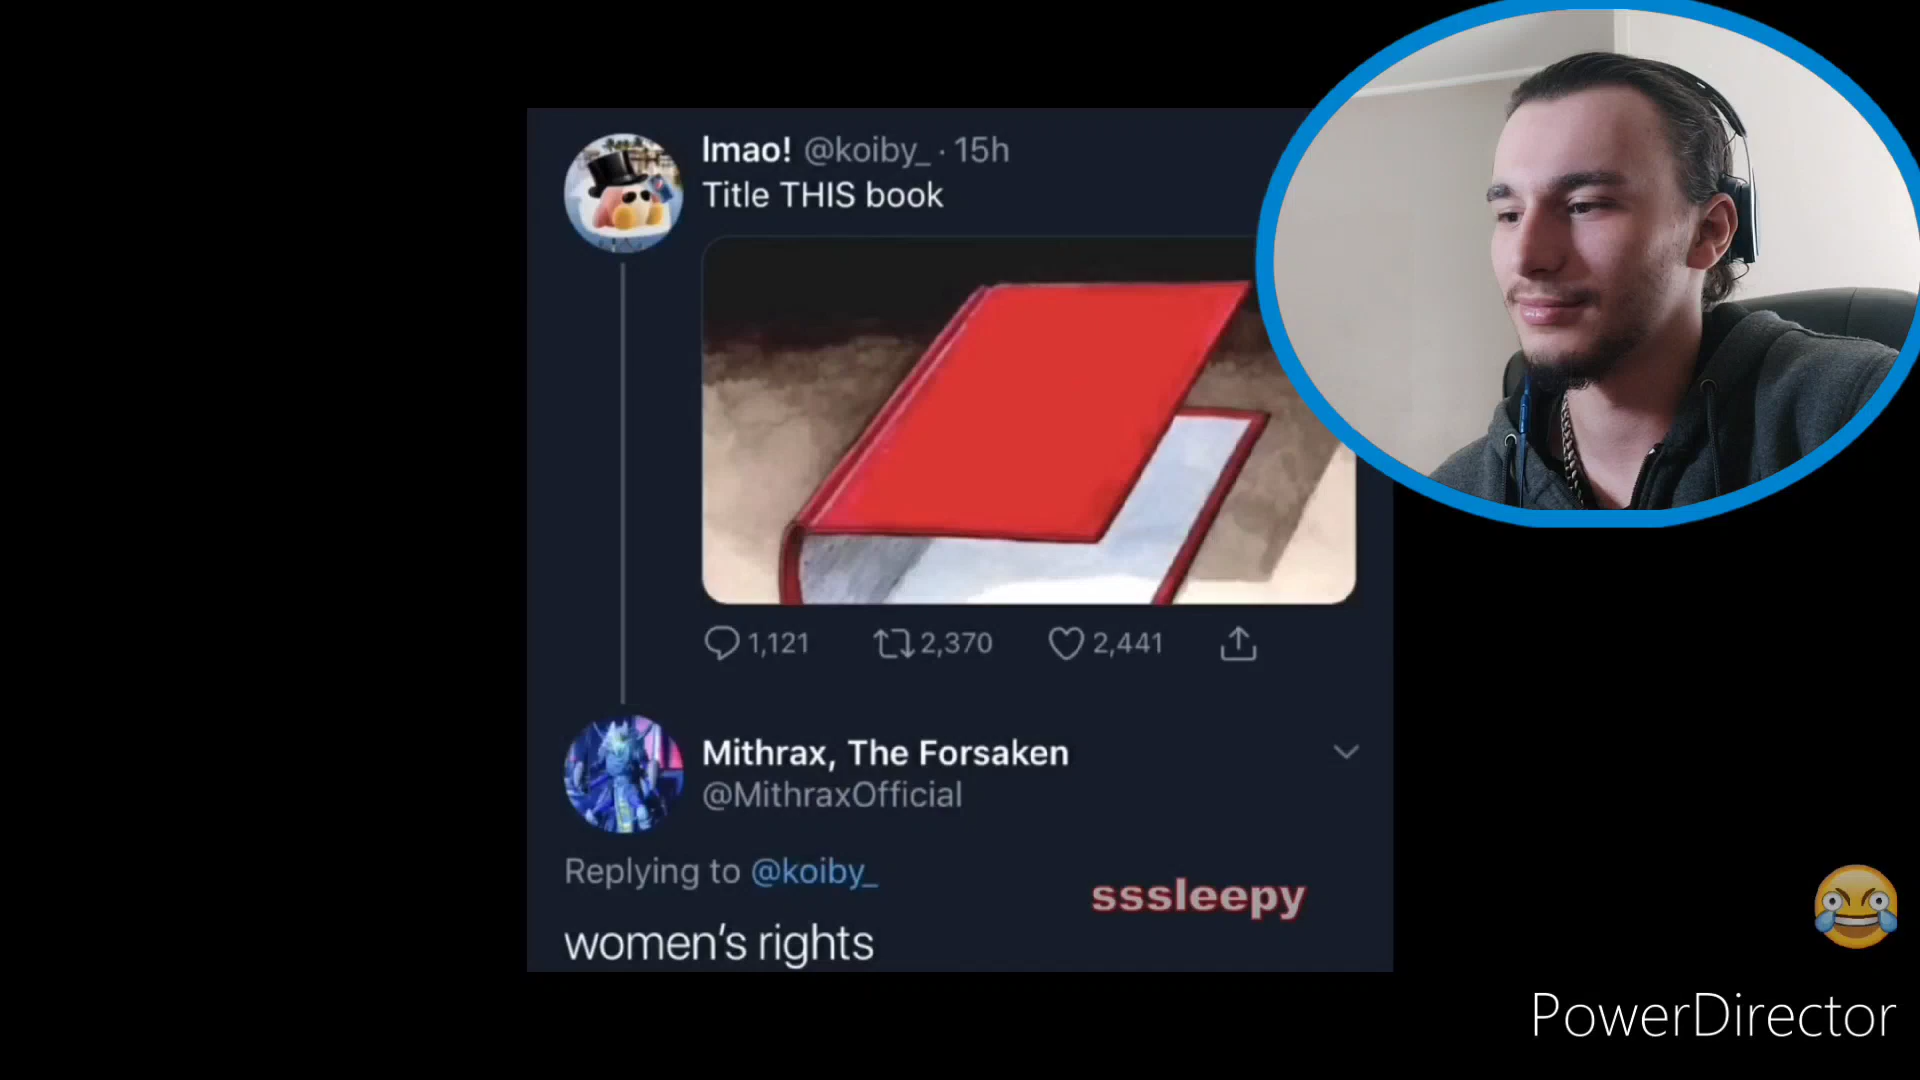 lmao! @koiby_ · 15h
Title THIS book
1,121 2,370 2,441
Mithrax, The Forsaken
@MithraxOfficial
Replying to @koiby_
sssleepy
women's rights
PowerDirector